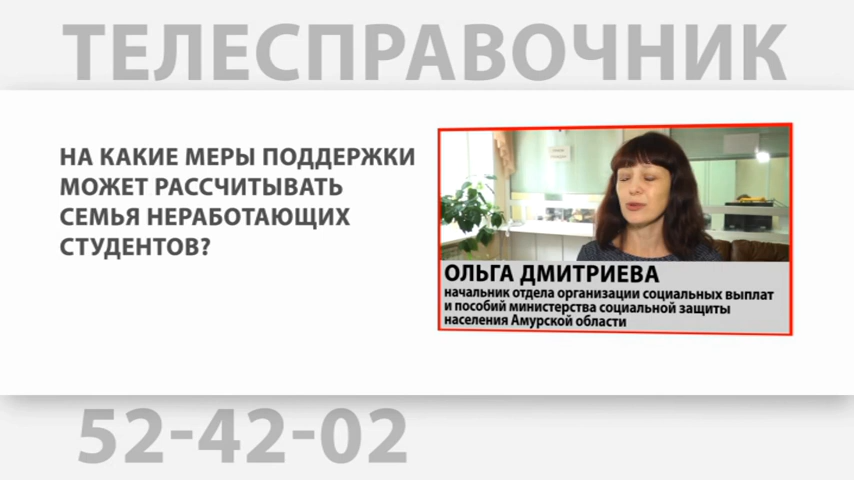 ТЕЛЕСПРАВОЧНИК
НА КАКИЕ МЕРЫ ПОДДЕРЖКИ
МОЖЕТ РАССЧИТЫВАТЬ
СЕМЬЯ НЕРАБОТАЮЩИХ
СТУДЕНТОВ?
ОЛЬГА ДМИТРИЕВА
начальник отдела организации социальных выплат
и пособий министерства социальной защиты
населения Амурской области
52-42-02